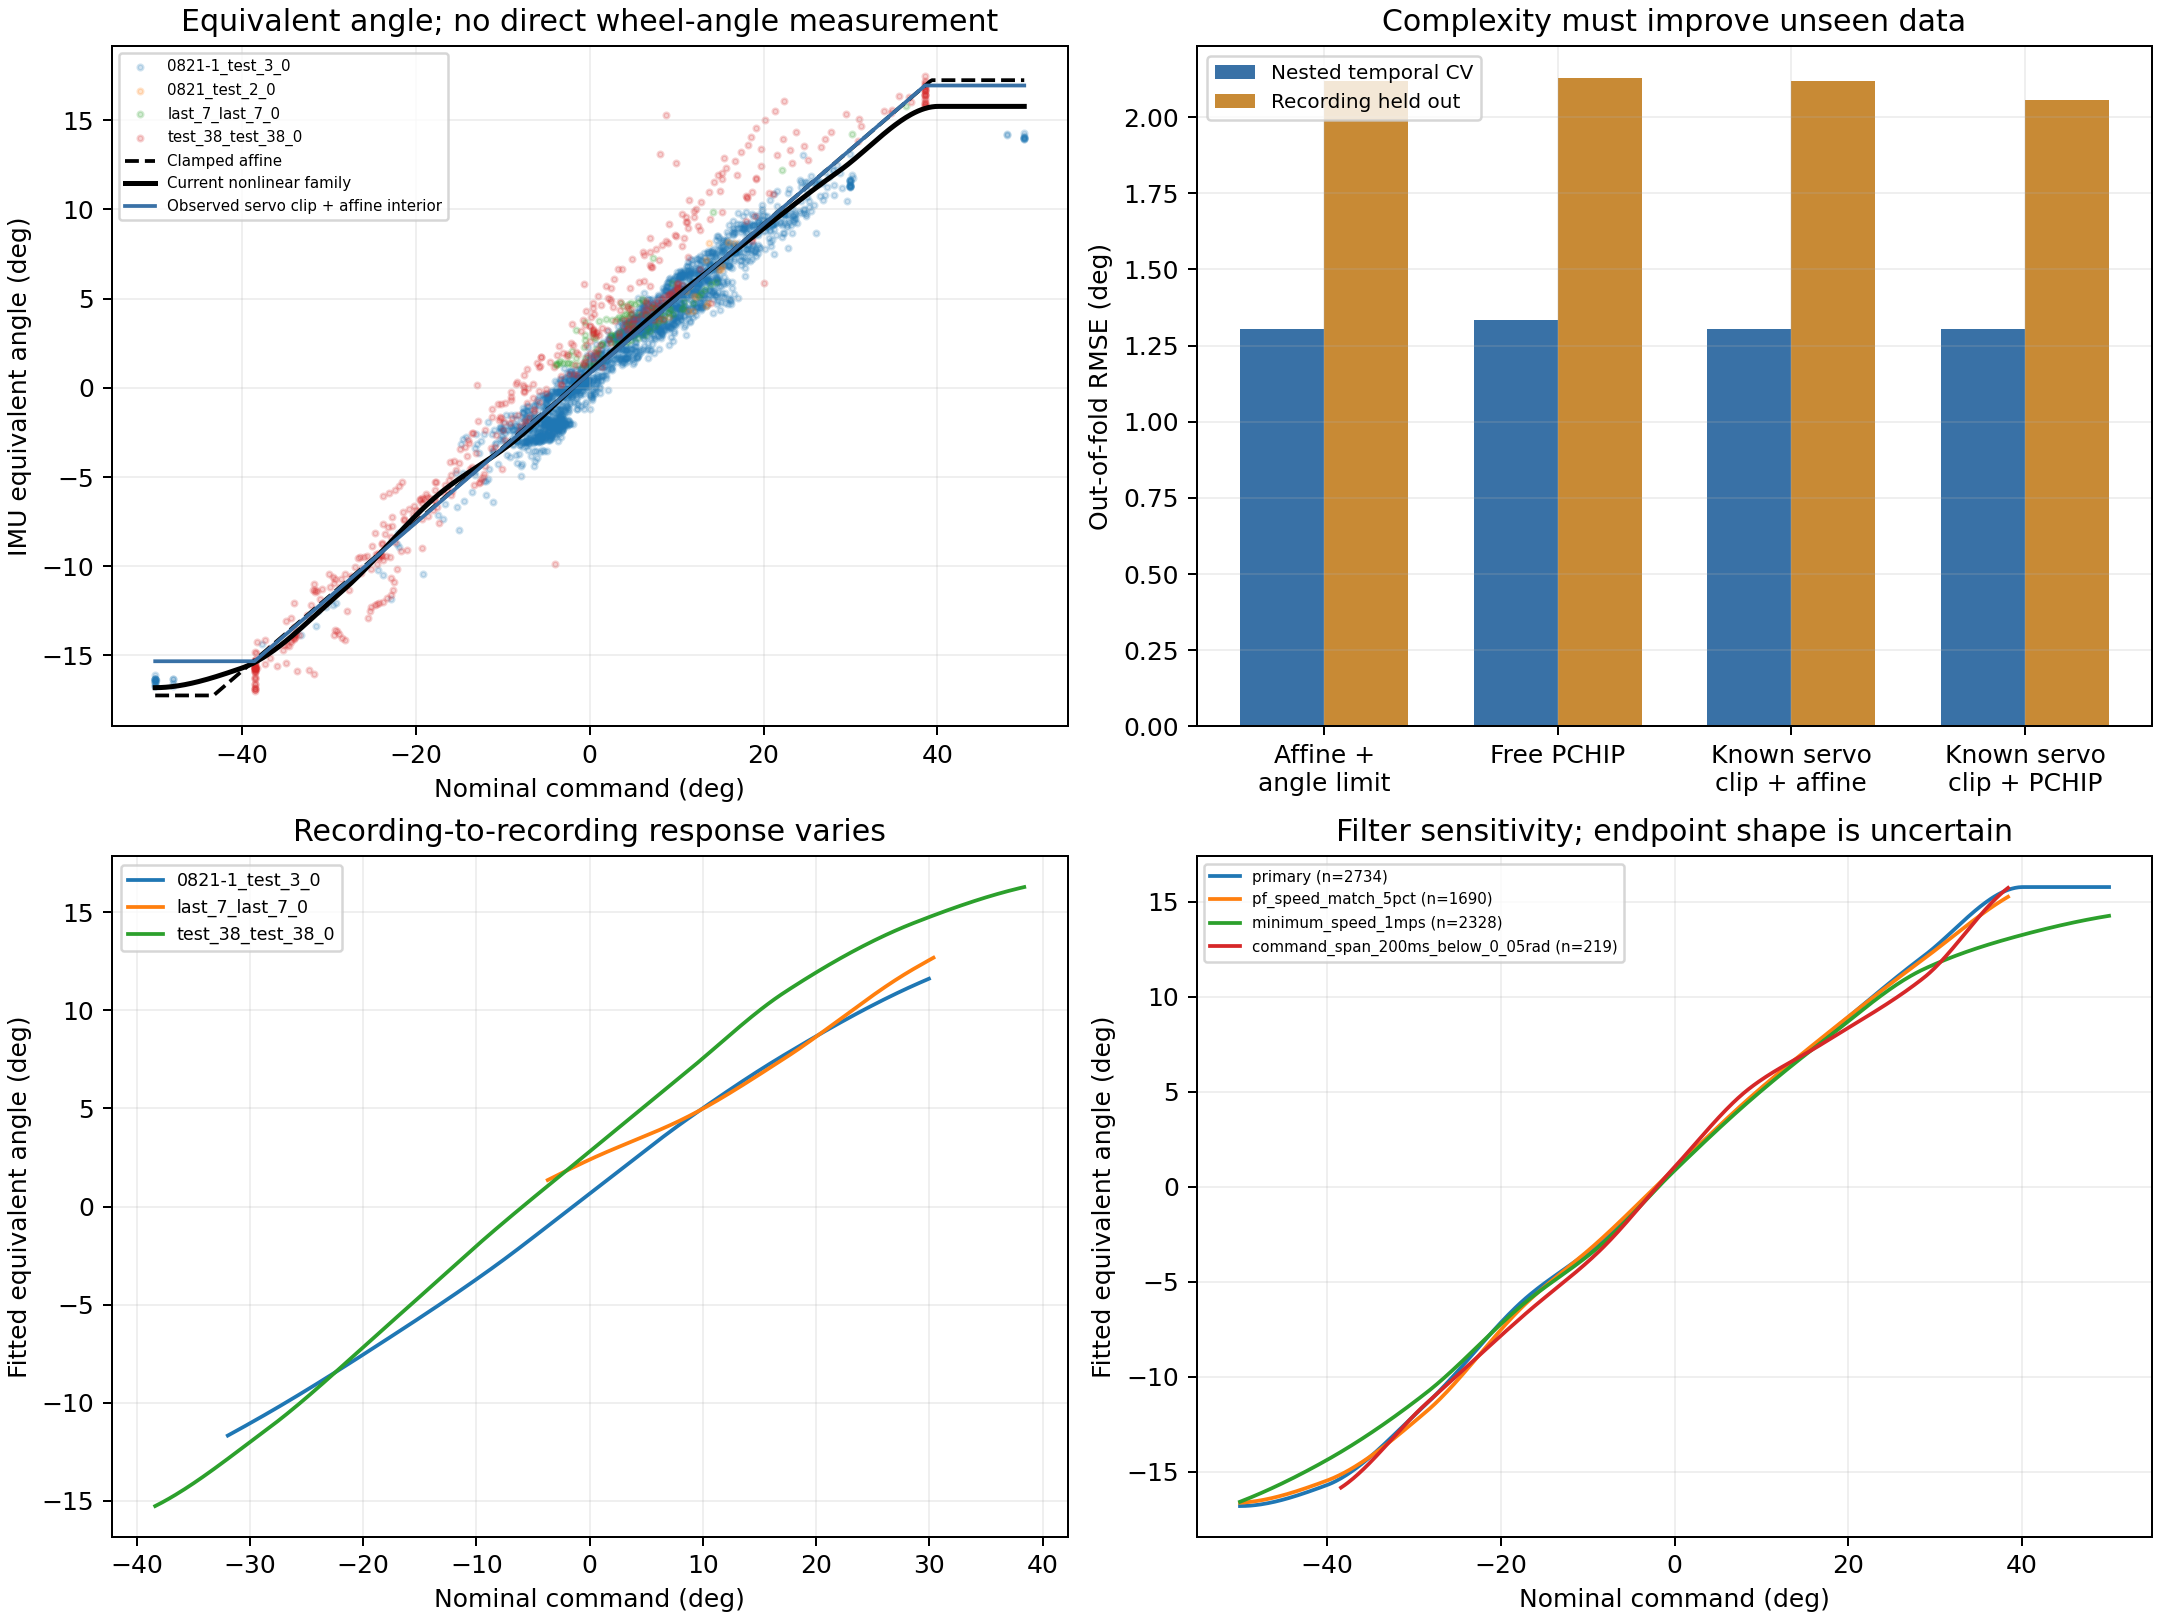 Equivalent angle; no direct wheel-angle measurement
0821-1_test_3_0
0821_test_2_0
last_7_last_7_0
test_38_test_38_0
Clamped affine
Current nonlinear family
Observed servo clip + affine interior
IMU equivalent angle (deg)
15
10
5
0
−5
−10
−15
−40
−20
0
20
40
Nominal command (deg)
Complexity must improve unseen data
Nested temporal CV
Recording held out
Out-of-fold RMSE (deg)
2.00
1.75
1.50
1.25
1.00
0.75
0.50
0.25
0.00
Affine +
angle limit
Free PCHIP
Known servo
clip + affine
Known servo
clip + PCHIP
Recording-to-recording response varies
0821-1_test_3_0
last_7_last_7_0
test_38_test_38_0
Fitted equivalent angle (deg)
15
10
5
0
−5
−10
−15
−40
−30
−20
−10
0
10
20
30
40
Nominal command (deg)
Filter sensitivity; endpoint shape is uncertain
primary (n=2734)
pf_speed_match_5pct (n=1690)
minimum_speed_1mps (n=2328)
command_span_200ms_below_0_05rad (n=219)
Fitted equivalent angle (deg)
15
10
5
0
−5
−10
−15
−40
−20
0
20
40
Nominal command (deg)